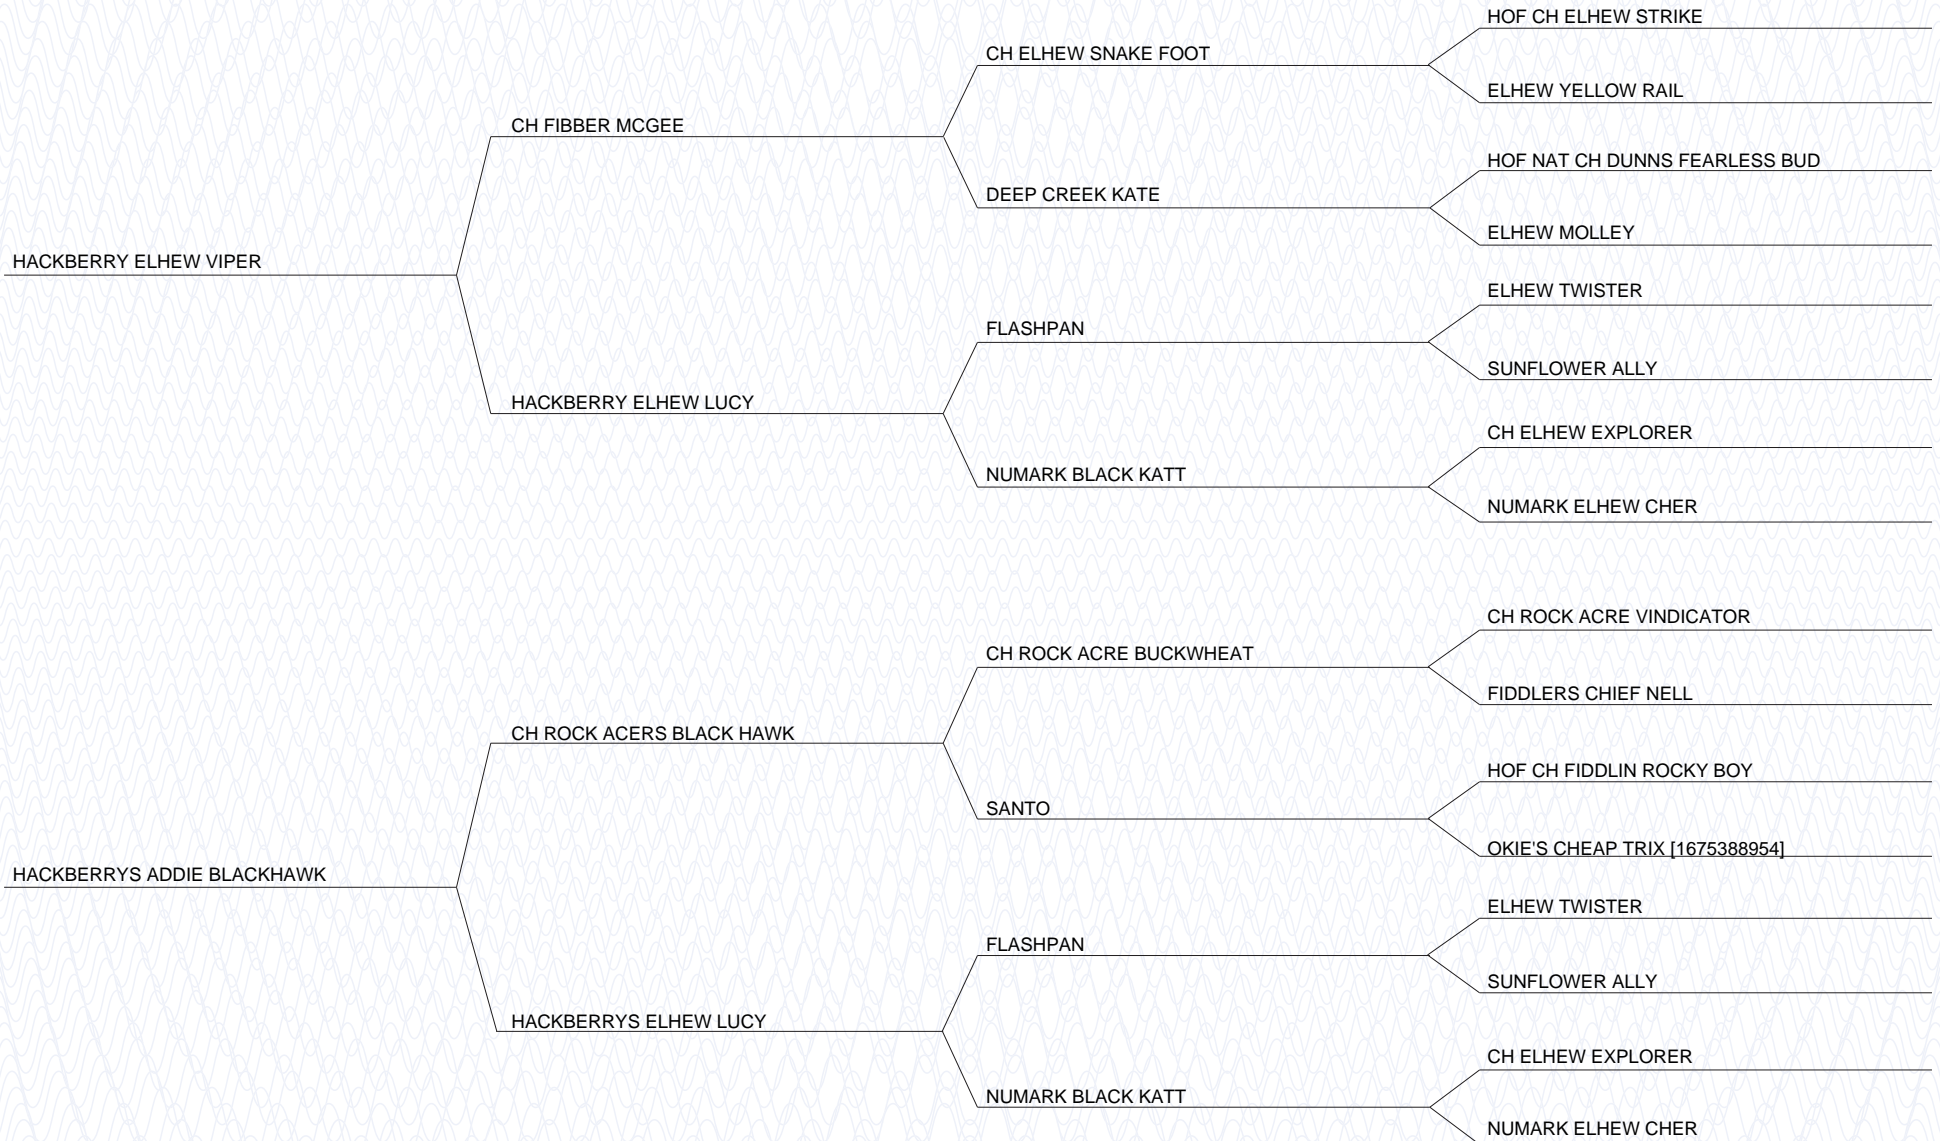 HOF CH ELHEW STRIKE
CH ELHEW SNAKE FOOT
ELHEW YELLOW RAIL
CH FIBBER MCGEE
HOF NAT CH DUNNS FEARLESS BUD
DEEP CREEK KATE
ELHEW MOLLEY
HACKBERRY ELHEW VIPER
ELHEW TWISTER
FLASHPAN
SUNFLOWER ALLY
HACKBERRY ELHEW LUCY
CH ELHEW EXPLORER
NUMARK BLACK KATT
NUMARK ELHEW CHER
CH ROCK ACRE VINDICATOR
CH ROCK ACRE BUCKWHEAT
FIDDLERS CHIEF NELL
CH ROCK ACERS BLACK HAWK
HOF CH FIDDLIN ROCKY BOY
SANTO
OKIE'S CHEAP TRIX [1675388954]
HACKBERRYS ADDIE BLACKHAWK
ELHEW TWISTER
FLASHPAN
SUNFLOWER ALLY
HACKBERRYS ELHEW LUCY
CH ELHEW EXPLORER
NUMARK BLACK KATT
NUMARK ELHEW CHER